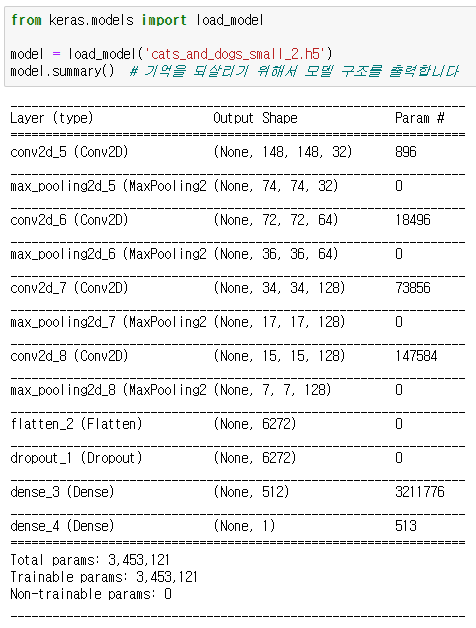 from keras.models import load_model
model = load_model('cats_and_dogs_small_2.h5')
model.summary()  # 기억을 되살리기 위해서 모델 구조를 출력합니다
Layer (type) Output Shape Param #
conv2d_5 (Conv2D) (None, 148, 148, 32) 896
max_pooling2d_5 (MaxPooling2 (None, 74, 74, 32) 0
conv2d_6 (Conv2D) (None, 72, 72, 64) 18496
max_pooling2d_6 (MaxPooling2 (None, 36, 36, 64) 0
conv2d_7 (Conv2D) (None, 34, 34, 128) 73856
max_pooling2d_7 (MaxPooling2 (None, 17, 17, 128) 0
conv2d_8 (Conv2D) (None, 15, 15, 128) 147584
max_pooling2d_8 (MaxPooling2 (None, 7, 7, 128) 0
flatten_2 (Flatten) (None, 6272) 0
dropout_1 (Dropout) (None, 6272) 0
dense_3 (Dense) (None, 512) 3211776
dense_4 (Dense) (None, 1) 513
Total params: 3,453,121
Trainable params: 3,453,121
Non-trainable params: 0